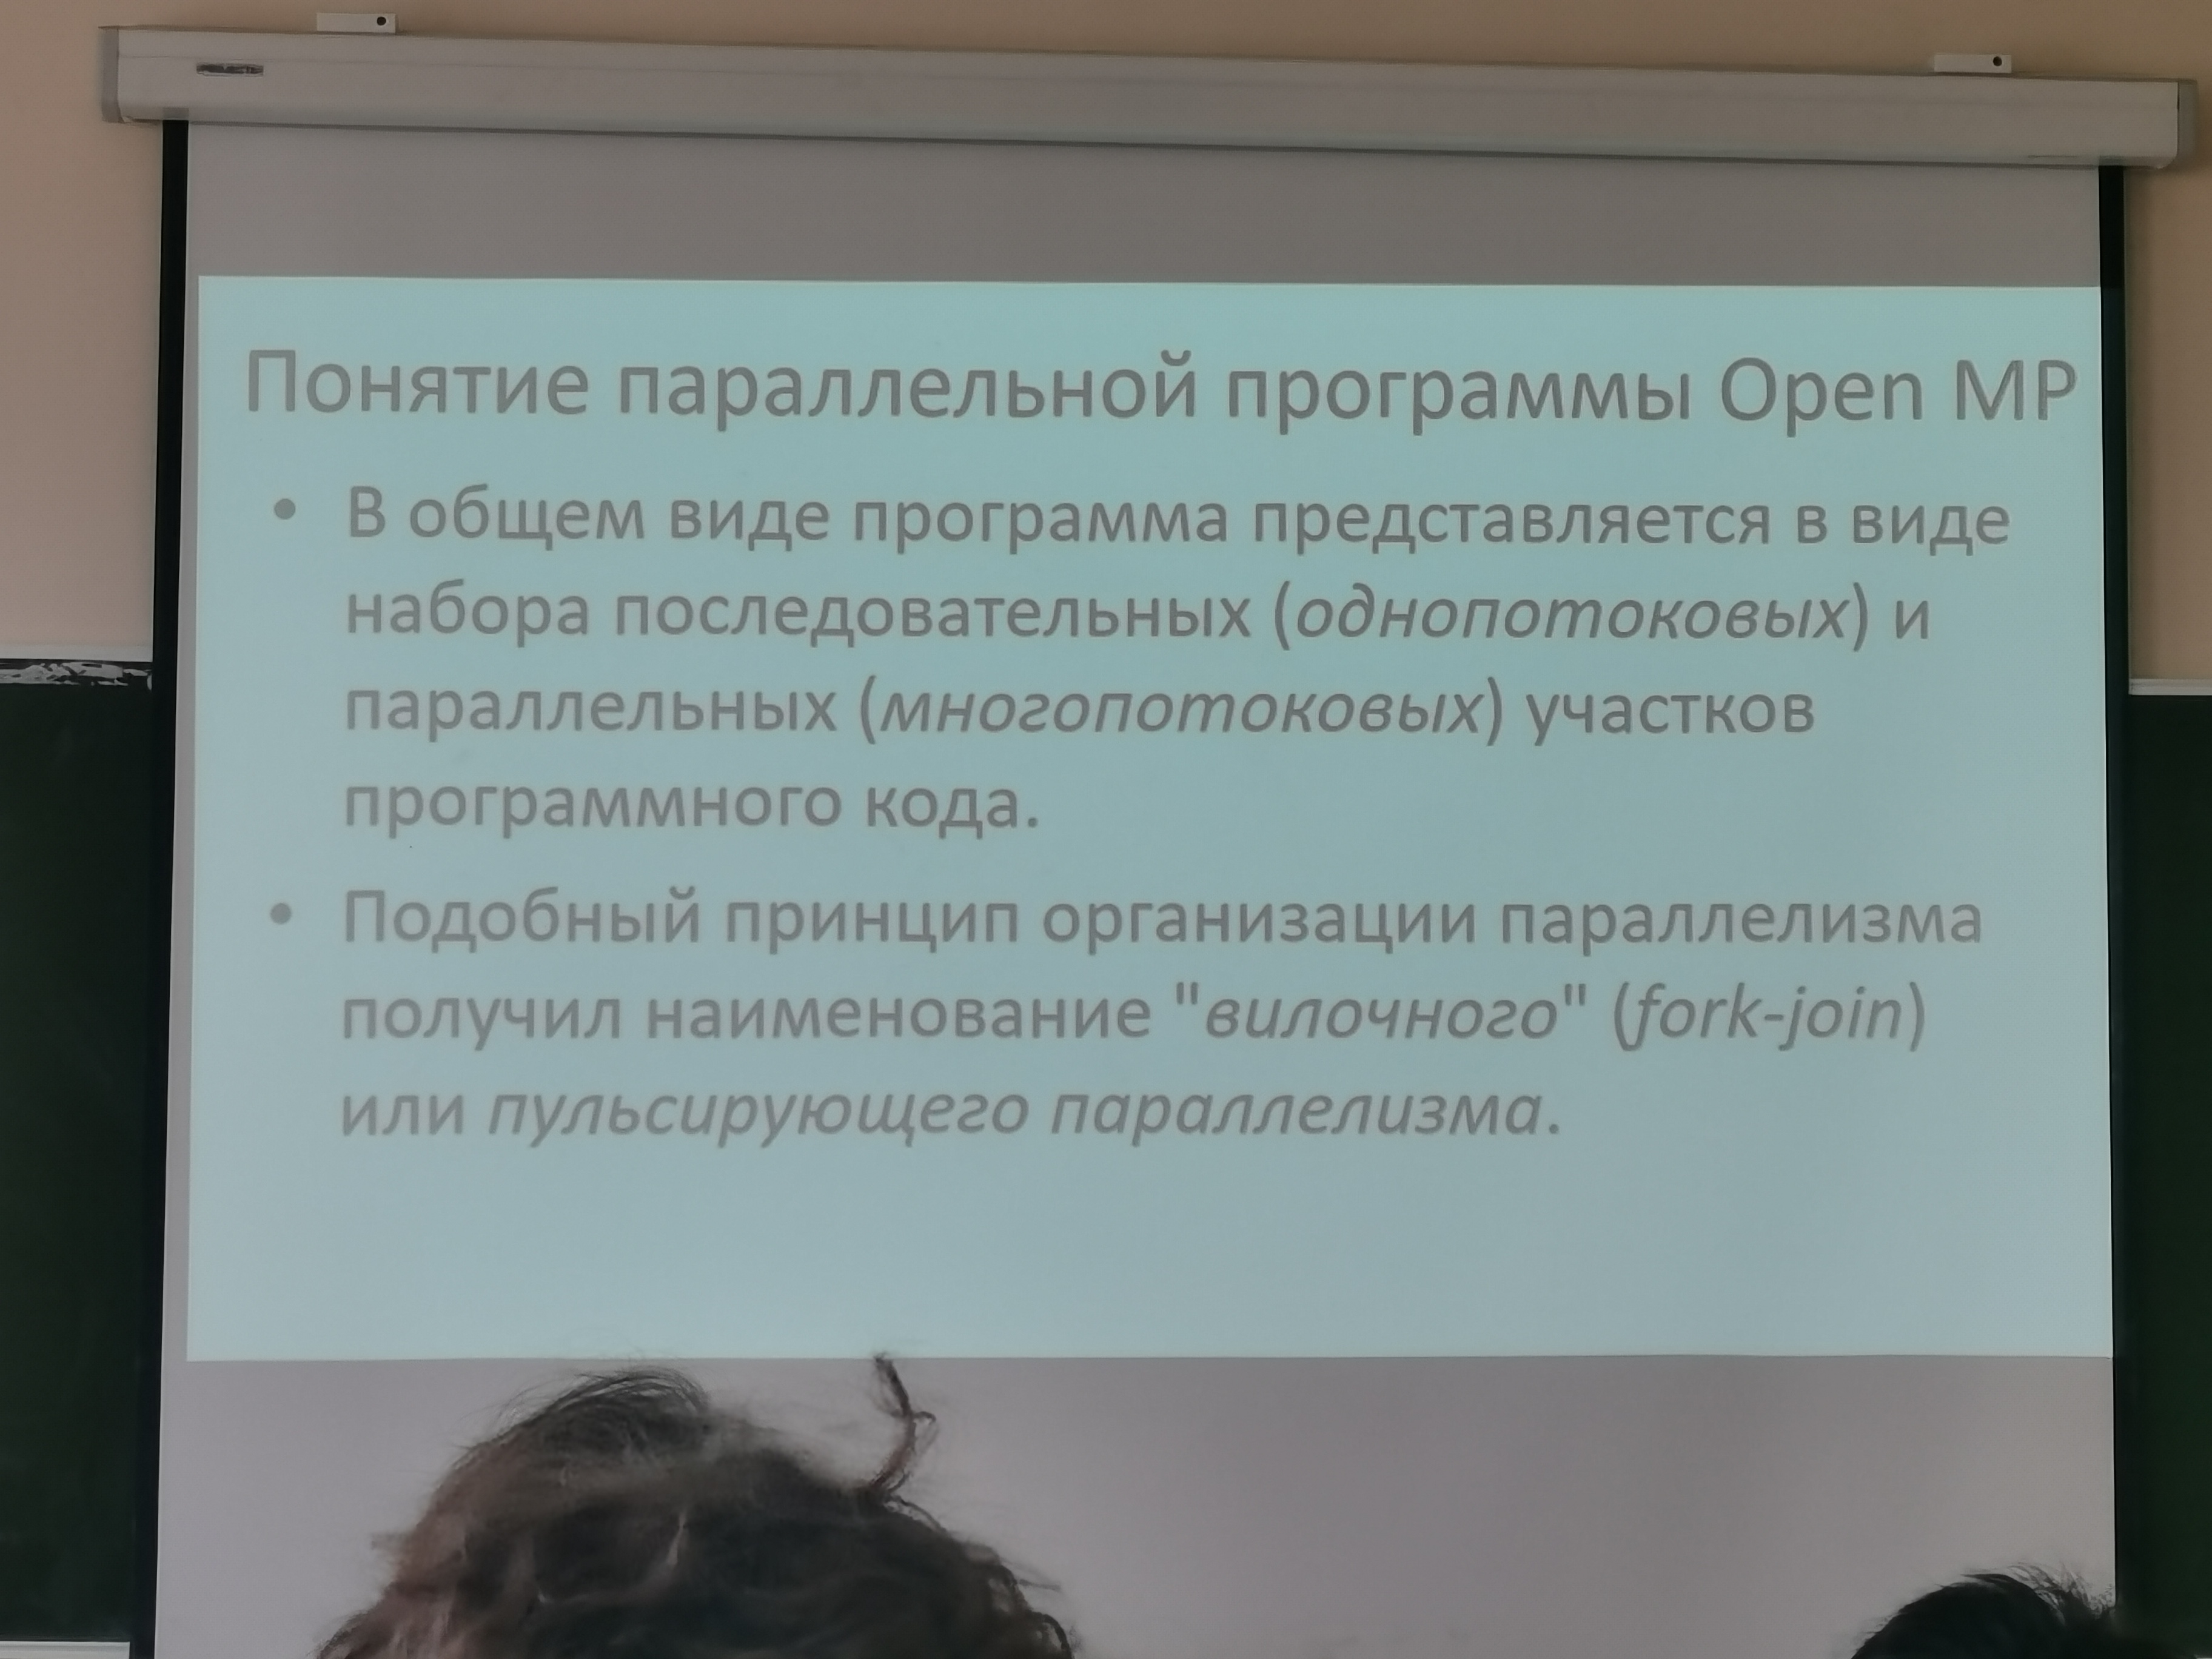 Понятие параллельной программы Open MP
• В общем виде программа представляется в виде
набора последовательных (однопотоковых) и
параллельных (многопотоковых) участков
программного кода.
• Подобный принцип организации параллелизма
получил наименование "вилочного" (fork-join)
или пульсирующего параллелизма.